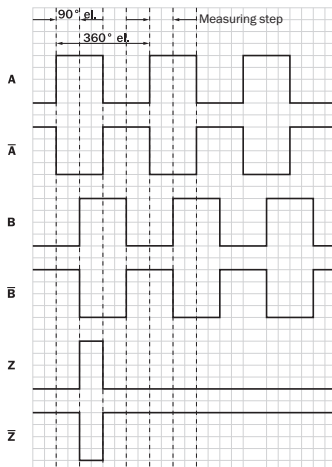 90° el.
Measuring step
360° el.
A
A̅
B
B̅
Z
Z̅